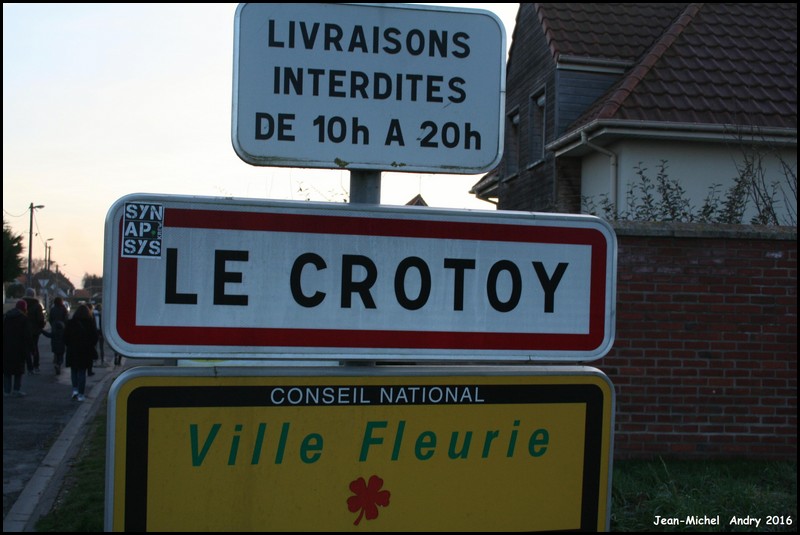 LIVRAISONS
INTERDITES
DE 10h A 20h
SYN
AP
SYS
LE CROTOY
CONSEIL NATIONAL
Ville Fleurie
Jean-Michel Andry 2016